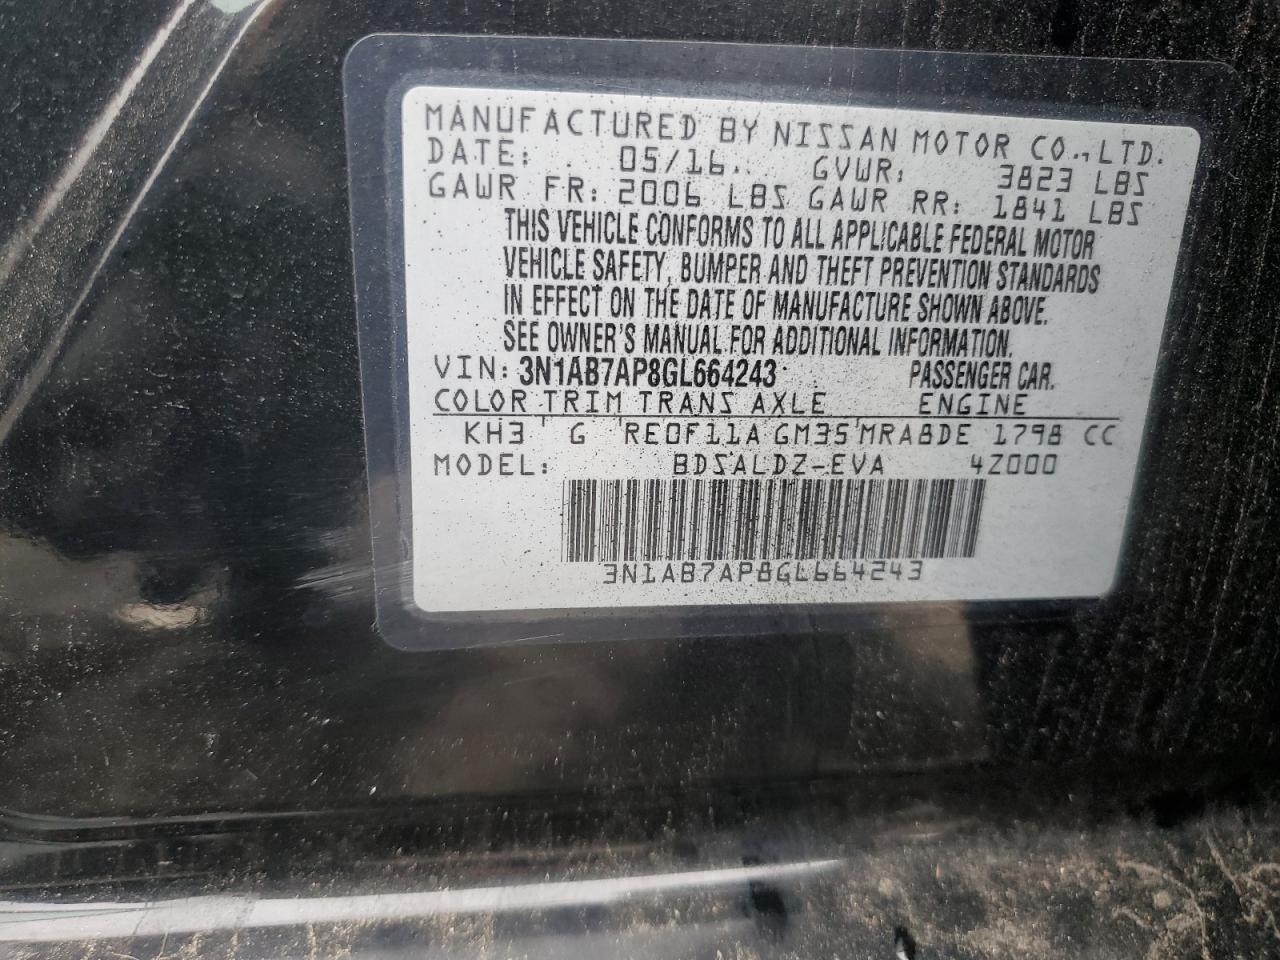 MANUFACTURED BY NISSAN MOTOR CO., LTD.
DATE: 05/16 GVWR: 3823 LBS
GAWR FR: 2006 LBS GAWR RR: 1841 LBS
THIS VEHICLE CONFORMS TO ALL APPLICABLE FEDERAL MOTOR
VEHICLE SAFETY, BUMPER AND THEFT PREVENTION STANDARDS
IN EFFECT ON THE DATE OF MANUFACTURE SHOWN ABOVE.
SEE OWNER'S MANUAL FOR ADDITIONAL INFORMATION.
VIN: 3N1AB7AP8GL664243 PASSENGER CAR.
COLOR TRIM TRANS AXLE ENGINE
KH3 G RE0F11A GM35 MRA8DE 1798 CC
MODEL: BDSALDZ-EVA 4Z000
3N1AB7AP8GL664243